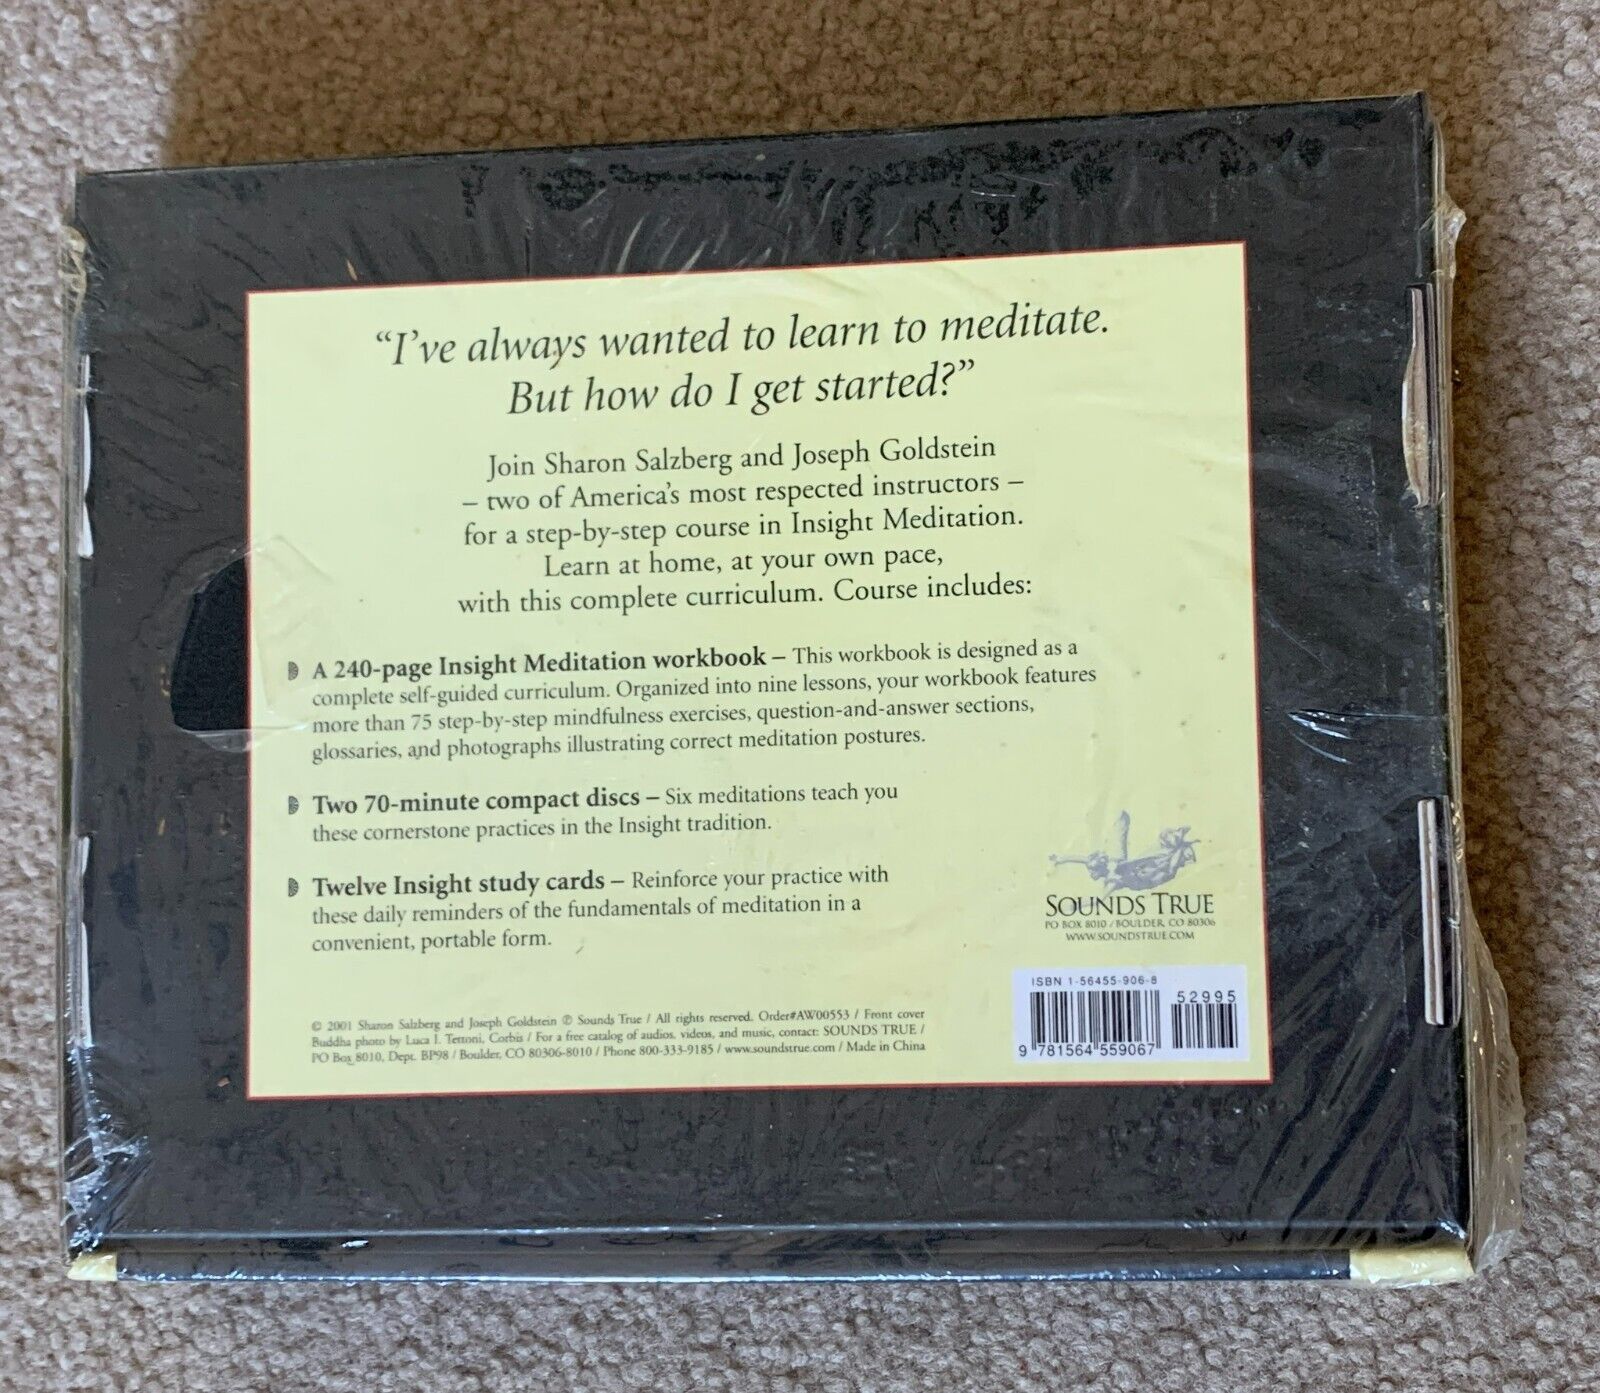 “I’ve always wanted to learn to meditate.
But how do I get started?”
Join Sharon Salzberg and Joseph Goldstein
– two of America’s most respected instructors –
for a step-by-step course in Insight Meditation.
Learn at home, at your own pace,
with this complete curriculum. Course includes:
A 240-page Insight Meditation workbook – This workbook is designed as a
complete self-guided curriculum. Organized into nine lessons, your workbook features
more than 75 step-by-step mindfulness exercises, question-and-answer sections,
glossaries, and photographs illustrating correct meditation postures.
Two 70-minute compact discs – Six meditations teach you
these cornerstone practices in the Insight tradition.
Twelve Insight study cards – Reinforce your practice with
these daily reminders of the fundamentals of meditation in a
convenient, portable form.
SOUNDS TRUE
PO BOX 8010 / BOULDER, CO 80306
WWW.SOUNDSTRUE.COM
ISBN 1-56455-906-8
52995
9 781564 559067
© 2001 Sharon Salzberg and Joseph Goldstein ℗ Sounds True / All rights reserved. Order#AW00553 / Front cover
Buddha photo by Luca I. Tettoni, Corbis / For a free catalog of audios, videos, and music, contact: SOUNDS TRUE /
PO Box 8010, Dept. BP98 / Boulder, CO 80306-8010 / Phone 800-333-9185 / www.soundstrue.com / Made in China